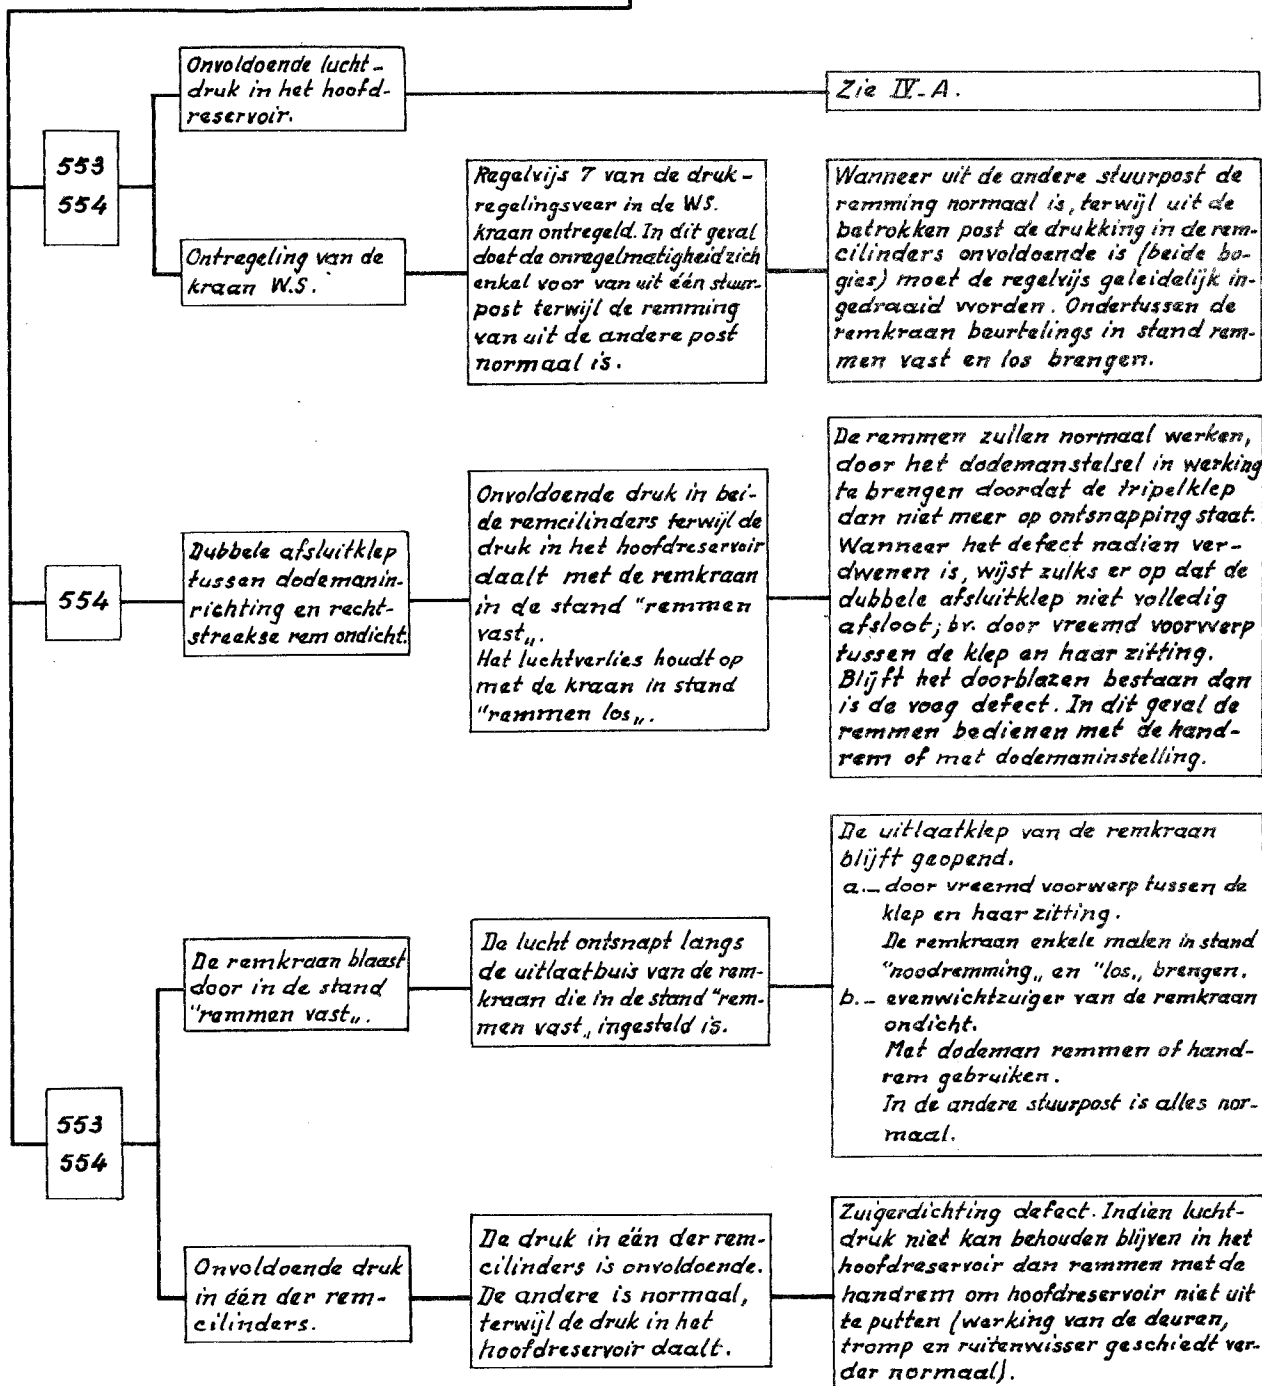 Onvoldoende lucht-
druk in het hoofd-
reservoir.
Zie IV-A.
553
554
Ontregeling van de
kraan W.S.
Regelvijs 7 van de druk-
regelingsveer in de W.S.
kraan ontregeld. In dit geval
doet de onregelmatigheid zich
enkel voor van uit één stuur-
post terwijl de remming
van uit de andere post
normaal is.
Wanneer uit de andere stuurpost de
remming normaal is, terwijl uit de
betrokken post de drukking in de rem-
cilinders onvoldoende is (beide bo-
gies) moet de regelvijs geleidelijk in-
gedraaid worden. Ondertussen de
remkraan beurtelings in stand rem-
men vast en los brengen.
554
Dubbele afsluitklep
tussen dodemanin-
richting en recht-
streekse rem ondicht.
Onvoldoende druk in bei-
de remcilinders terwijl de
druk in het hoofdreservoir
daalt met de remkraan
in de stand "remmen
vast„.
Het luchtverlies houdt op
met de kraan in stand
"remmen los„.
De remmen zullen normaal werken,
door het dodemanstelsel in werking
te brengen doordat de tripelklep
dan niet meer op ontsnapping staat.
Wanneer het defect nadien ver-
dwenen is, wijst zulks er op dat de
dubbele afsluitklep niet volledig
afsloot; bv. door vreemd voorwerp
tussen de klep en haar zitting.
Blijft het doorblazen bestaan dan
is de voeg defect. In dit geval de
remmen bedienen met de hand-
rem of met dodemaninstelling.
553
554
De remkraan blaast
door in de stand
"remmen vast„.
De lucht ontsnapt langs
de uitlaatbuis van de rem-
kraan die in de stand "rem-
men vast„ ingesteld is.
De uitlaatklep van de remkraan
blijft geopend.
a.- door vreemd voorwerp tussen de
klep en haar zitting.
De remkraan enkele malen in stand
"noodremming„ en "los„ brengen.
b.- evenwichtzuiger van de remkraan
ondicht.
Met dodeman remmen of hand-
rem gebruiken.
In de andere stuurpost is alles nor-
maal.
Onvoldoende druk
in één der rem-
cilinders.
De druk in één der rem-
cilinders is onvoldoende.
De andere is normaal,
terwijl de druk in het
hoofdreservoir daalt.
Zuigerdichting defect. Indien lucht-
druk niet kan behouden blijven in het
hoofdreservoir dan remmen met de
handrem om hoofdreservoir niet uit
te putten (werking van de deuren,
tromp en ruitenwisser geschiedt ver-
der normaal).